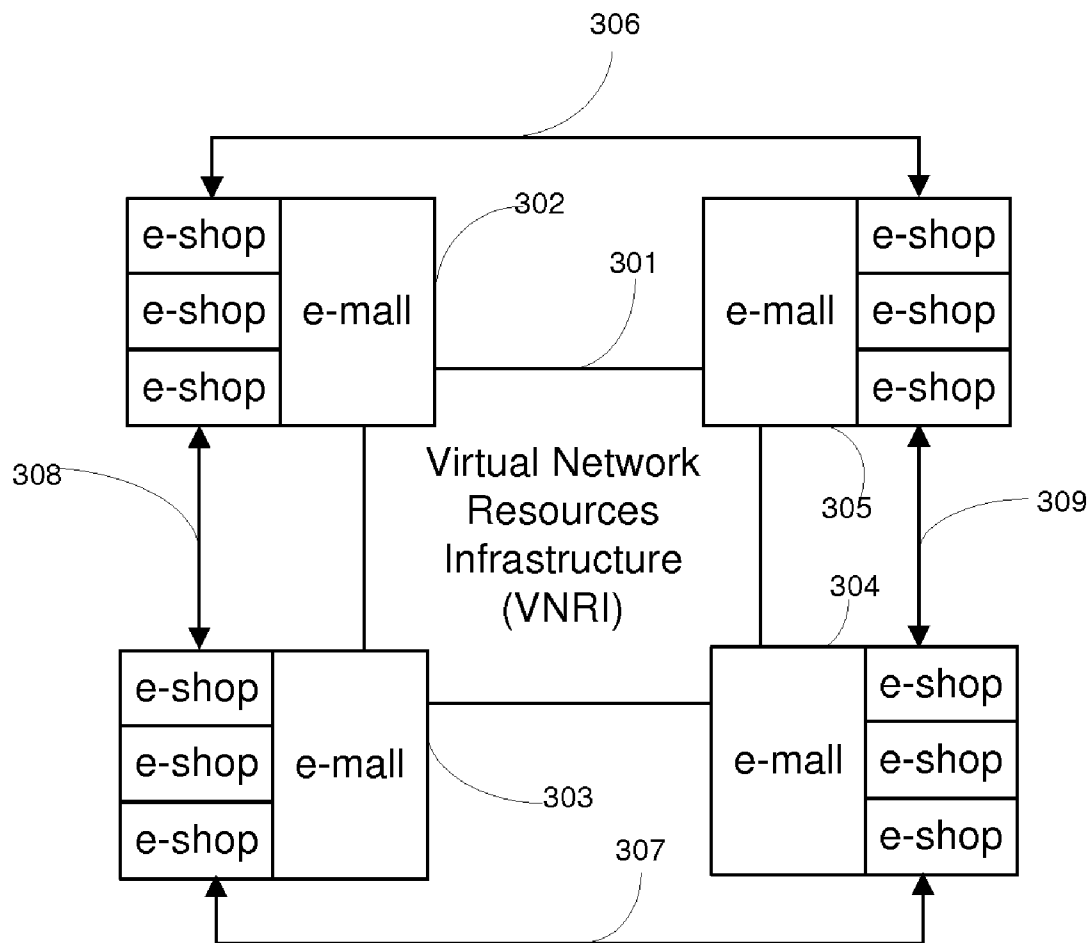 306
302
301
e-shop
e-shop
e-shop
e-mall
e-mall
e-shop
e-shop
e-shop
308
Virtual Network
Resources
Infrastructure
(VNRI)
305
309
304
e-shop
e-shop
e-shop
e-mall
303
e-mall
e-shop
e-shop
e-shop
307